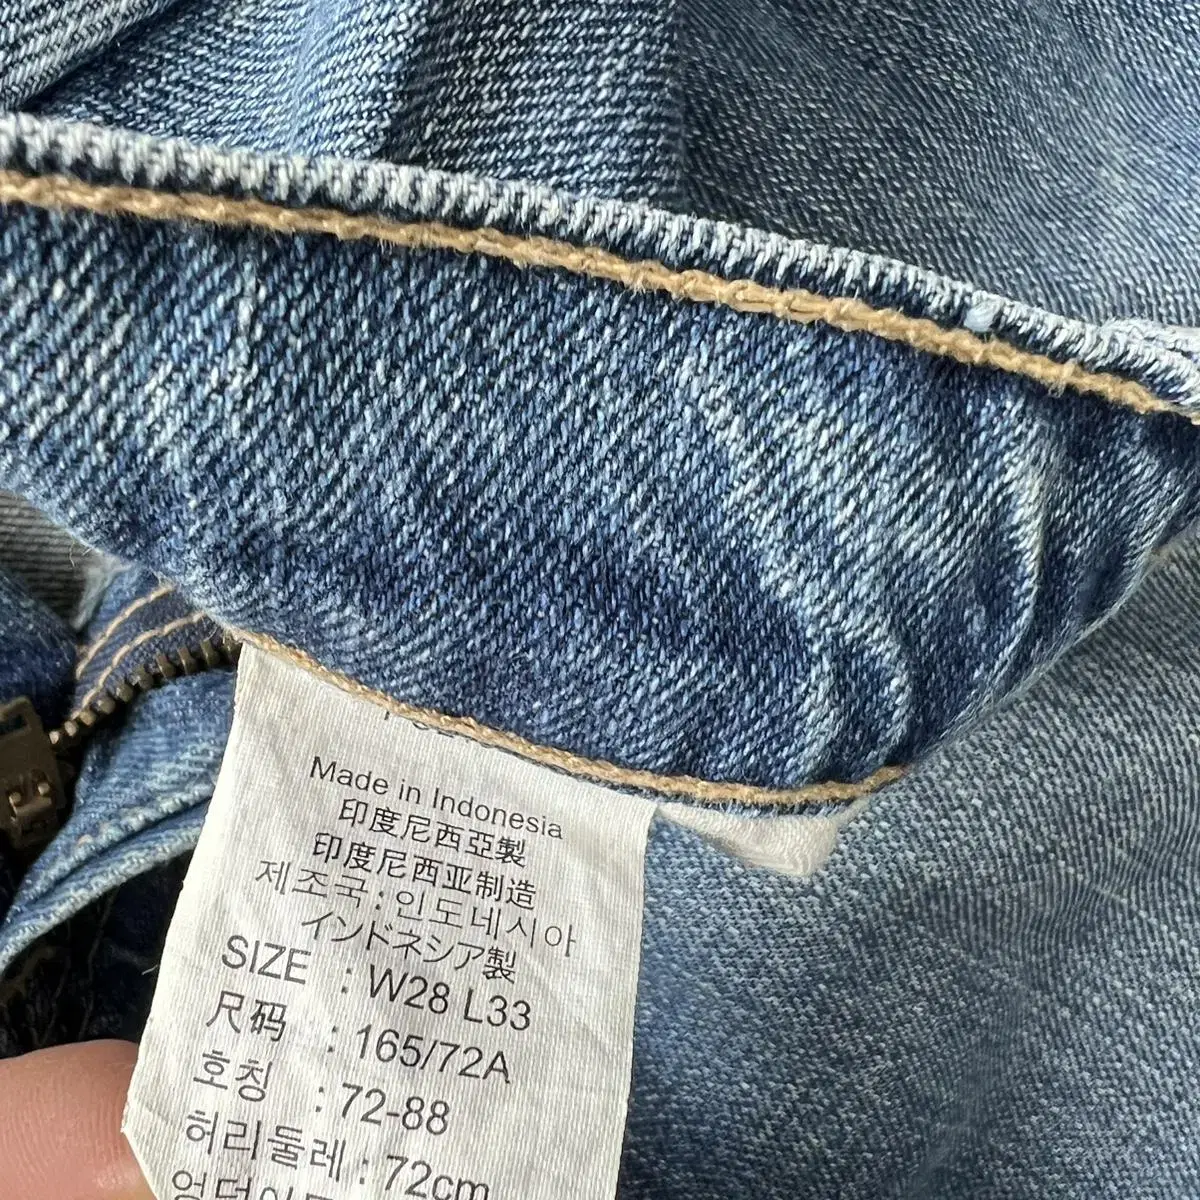 Made in Indonesia
印度尼西亞製
印度尼西亚制造
제조국:인도네시아
インドネシア製
SIZE : W28 L33
尺码 : 165/72A
호칭 : 72-88
허리둘레 : 72cm